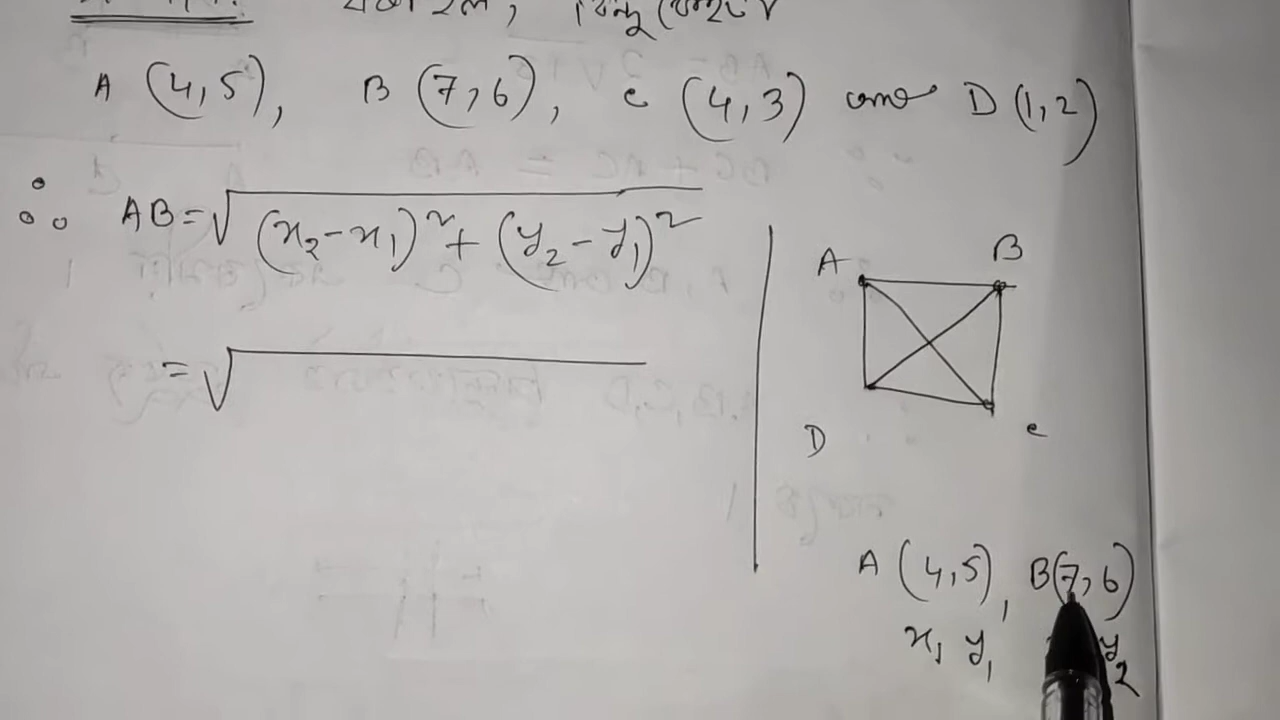 A (4,5), B (7,6), C (4,3) আৰু D (1,2)
∴ AB = √(x₂-x₁)² + (y₂-y₁)²
= √
A B
D C
A (4,5), B(7,6)
x₁ y₁ y₂